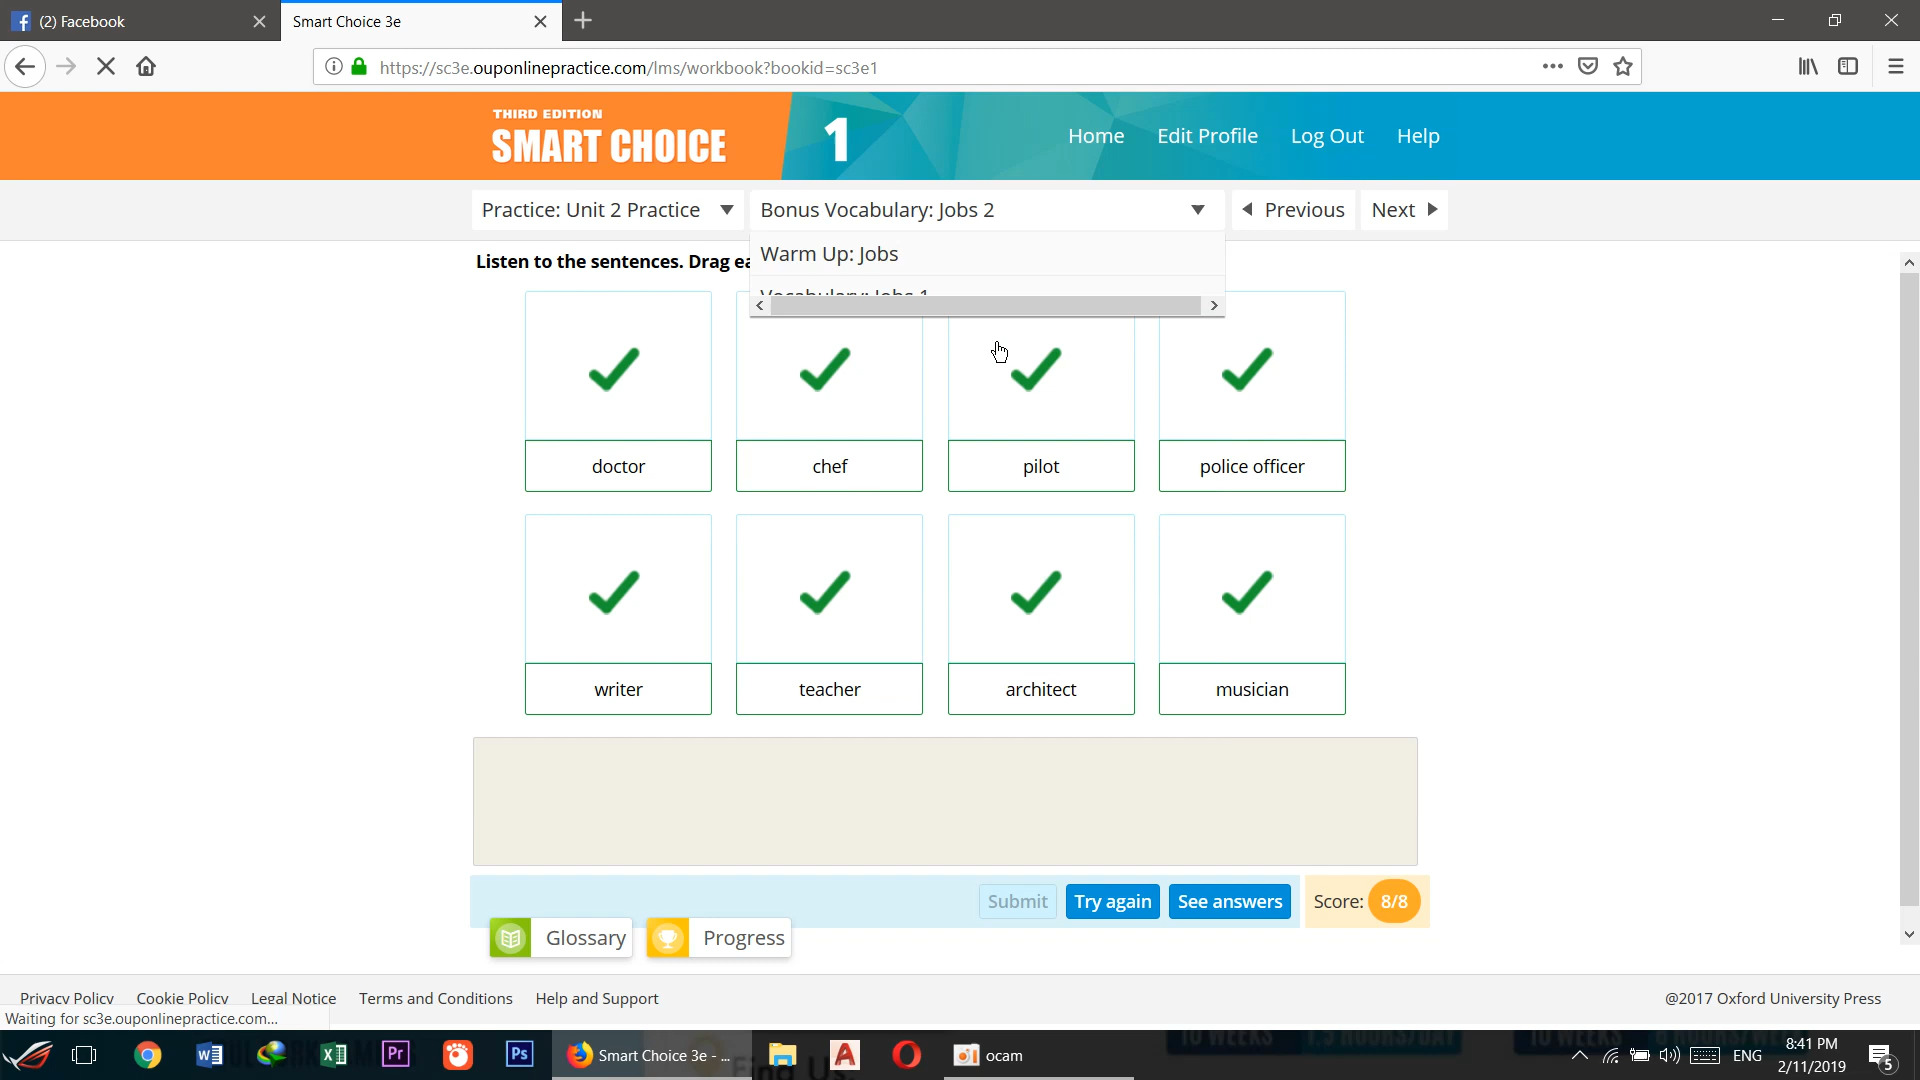 (2) Facebook
Smart Choice 3e
https://sc3e.ouponlinepractice.com/lms/workbook?bookid=sc3e1
THIRD EDITION
SMART CHOICE
1
Home
Edit Profile
Log Out
Help
Practice: Unit 2 Practice
Bonus Vocabulary: Jobs 2
Previous
Next
Warm Up: Jobs
Vocabulary: Jobs 1
Listen to the sentences. Drag ea
doctor
chef
pilot
police officer
writer
teacher
architect
musician
Submit
Try again
See answers
Score: 8/8
Glossary
Progress
Privacy Policy
Cookie Policy
Legal Notice
Terms and Conditions
Help and Support
@2017 Oxford University Press
Waiting for sc3e.ouponlinepractice.com...
Smart Choice 3e - ...
ocam
ENG
8:41 PM
2/11/2019
5